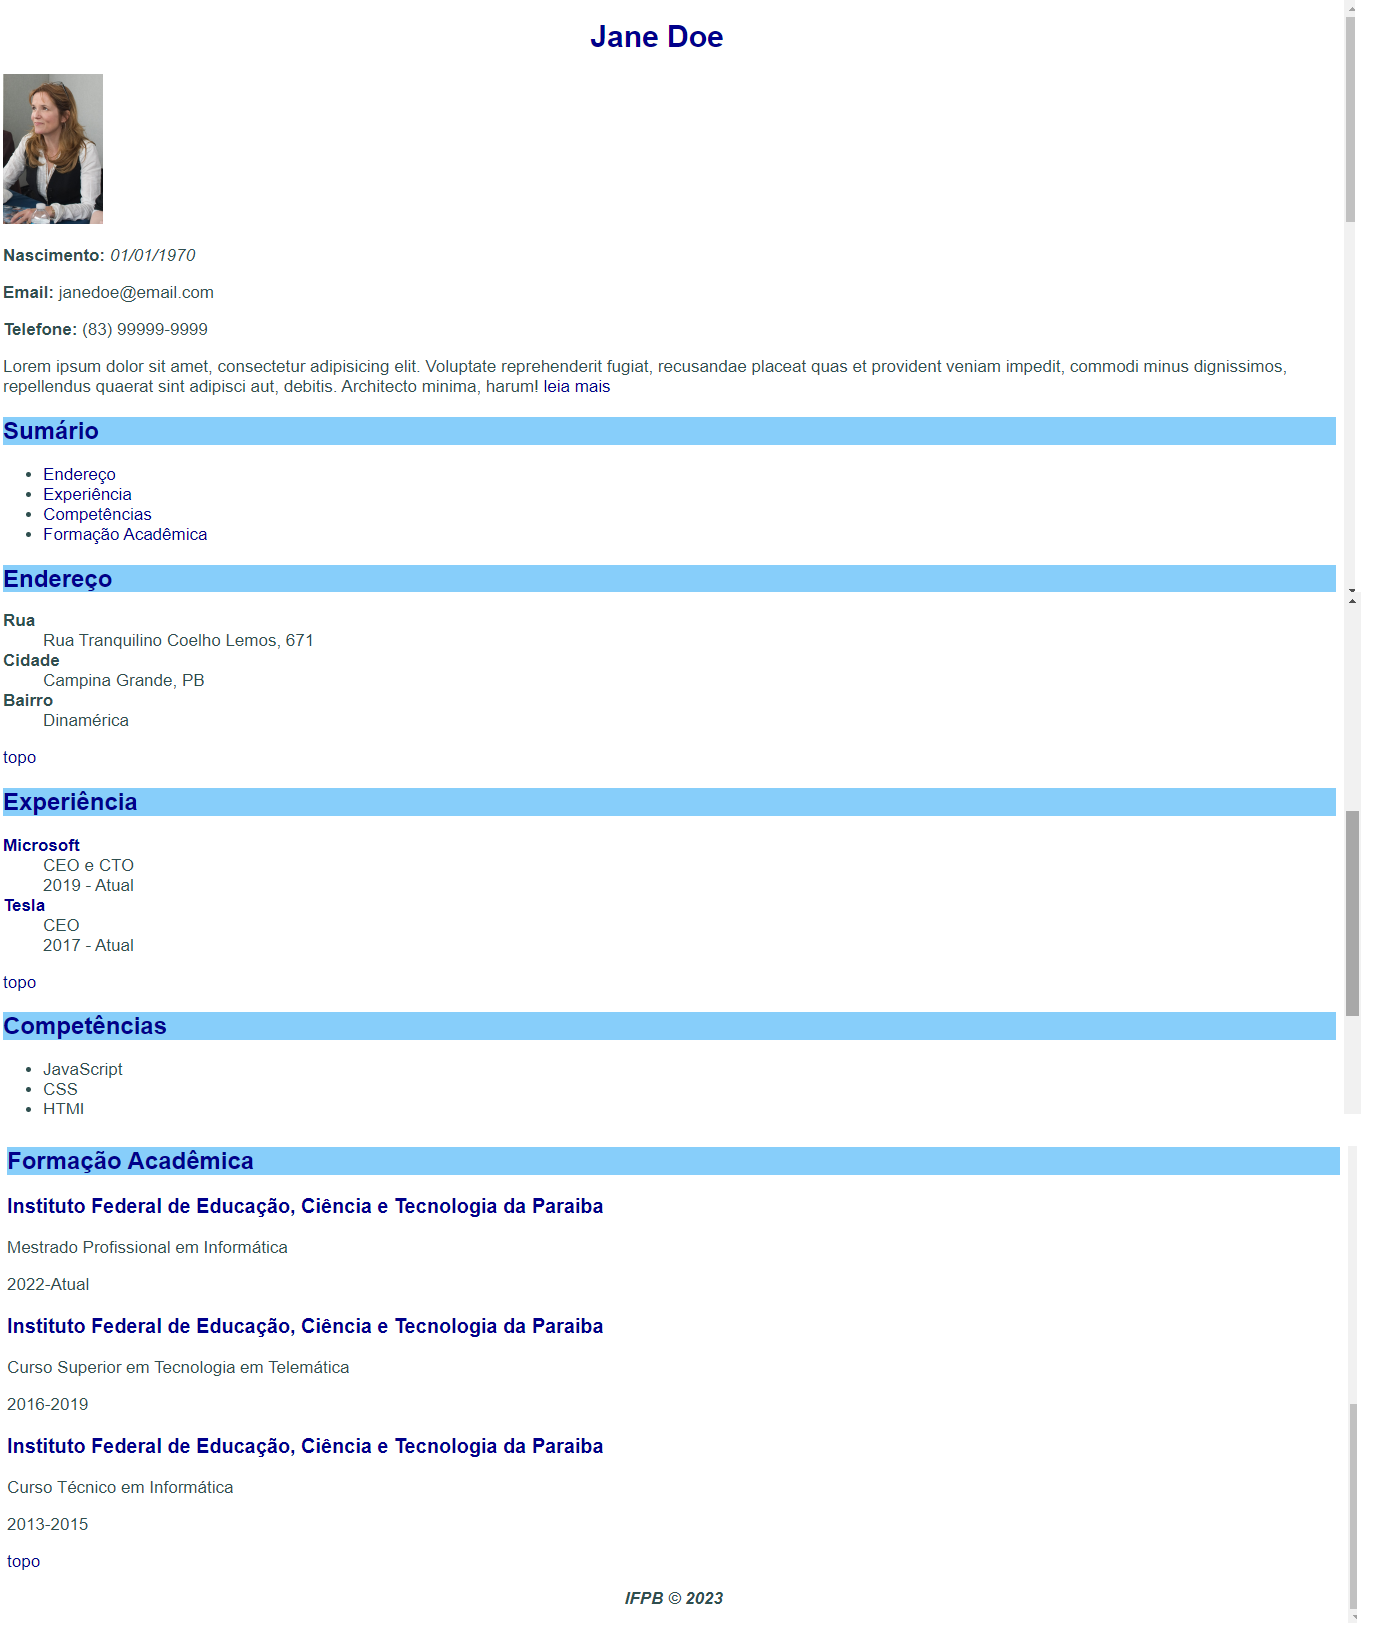 Jane Doe
Nascimento: 01/01/1970
Email: janedoe@email.com
Telefone: (83) 99999-9999
Lorem ipsum dolor sit amet, consectetur adipisicing elit. Voluptate reprehenderit fugiat, recusandae placeat quas et provident veniam impedit, commodi minus dignissimos,
repellendus quaerat sint adipisci aut, debitis. Architecto minima, harum! leia mais
Sumário
• Endereço
• Experiência
• Competências
• Formação Acadêmica
Endereço
Rua
Rua Tranquilino Coelho Lemos, 671
Cidade
Campina Grande, PB
Bairro
Dinamérica
topo
Experiência
Microsoft
CEO e CTO
2019 - Atual
Tesla
CEO
2017 - Atual
topo
Competências
• JavaScript
• CSS
• HTML
Formação Acadêmica
Instituto Federal de Educação, Ciência e Tecnologia da Paraiba
Mestrado Profissional em Informática
2022-Atual
Instituto Federal de Educação, Ciência e Tecnologia da Paraiba
Curso Superior em Tecnologia em Telemática
2016-2019
Instituto Federal de Educação, Ciência e Tecnologia da Paraiba
Curso Técnico em Informática
2013-2015
topo
IFPB © 2023